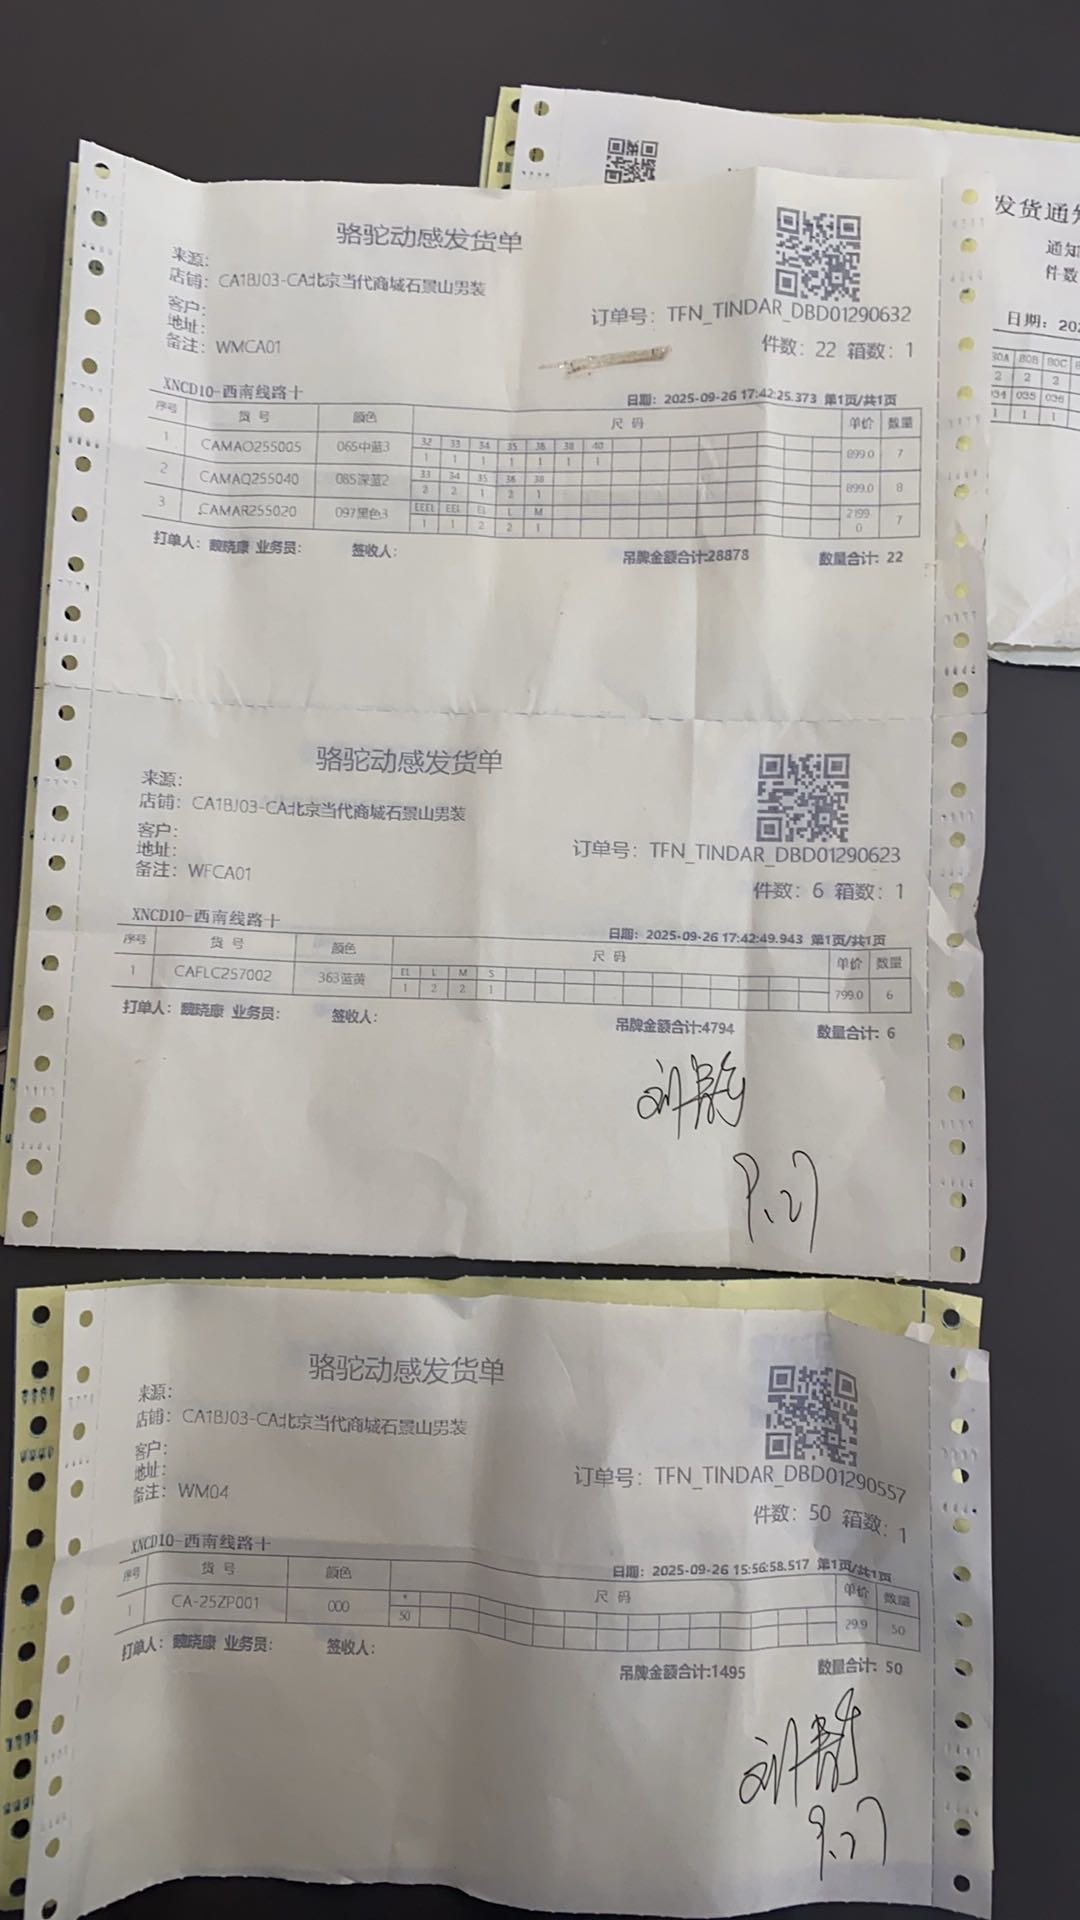 骆驼动感发货单
来源:
店铺: CA1BJ03-CA北京当代商城石景山男装
客户:
地址:
备注: WMCA01
订单号: TFN_TINDAR_DBD01290632
件数: 22 箱数: 1
XNCD10-西南线路十
日期: 2025-09-26 17:42:25.373 第1页/共1页
序号 货号 颜色 尺码 单价 数量
32 33 34 35 36 38 40
1 CAMAO255005 065中蓝3 1 1 1 1 1 1 1 899.0 7
33 34 35 36 38
2 CAMAQ255040 085深蓝2 2 2 1 2 1 899.0 8
EEEL EEL EL L M
3 CAMAR255020 097黑色3 1 1 2 2 1 2199.0 7
打单人: 魏晓康 业务员: 签收人: 吊牌金额合计:28878 数量合计: 22
骆驼动感发货单
来源:
店铺: CA1BJ03-CA北京当代商城石景山男装
客户:
地址:
备注: WFCA01
订单号: TFN_TINDAR_DBD01290623
件数: 6 箱数: 1
XNCD10-西南线路十
日期: 2025-09-26 17:42:49.943 第1页/共1页
序号 货号 颜色 尺码 单价 数量
EL L M S
1 CAFLC257002 363蓝黄 1 2 2 1 799.0 6
打单人: 魏晓康 业务员: 签收人: 吊牌金额合计:4794 数量合计: 6
9.27
骆驼动感发货单
来源:
店铺: CA1BJ03-CA北京当代商城石景山男装
客户:
地址:
备注: WM04
订单号: TFN_TINDAR_DBD01290557
件数: 50 箱数: 1
XNCD10-西南线路十
日期: 2025-09-26 15:56:58.517 第1页/共1页
序号 货号 颜色 尺码 单价 数量
1 CA-25ZP001 000 50 29.9 50
打单人: 魏晓康 业务员: 签收人: 吊牌金额合计:1495 数量合计: 50
9.27
发货通
通知
件数
日期: 202
80A 80B 80C
2 2 2
034 035 036
1 1 1